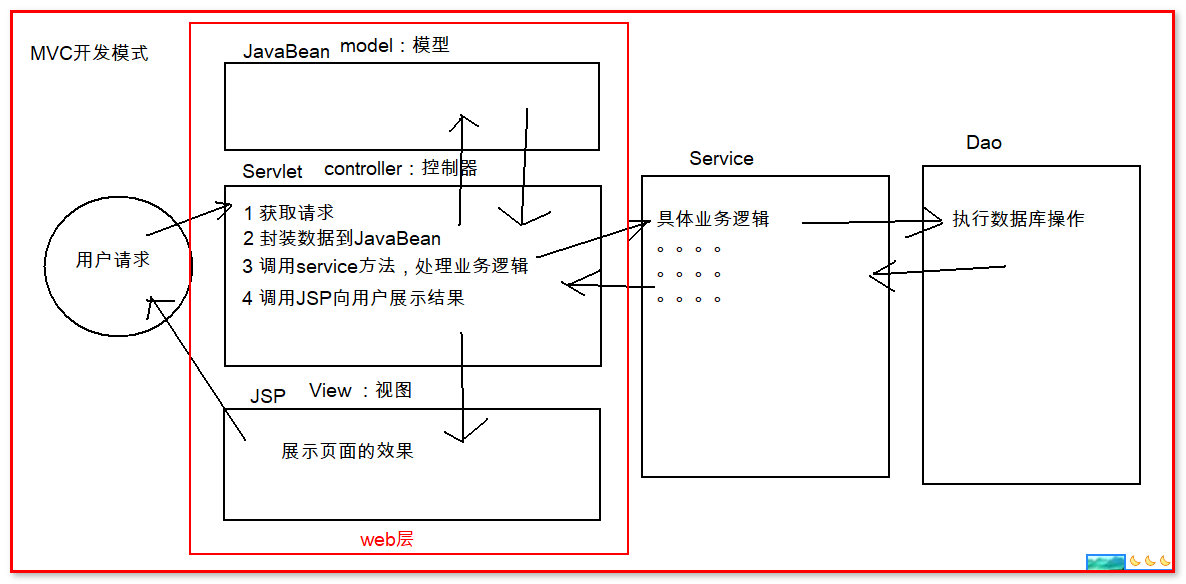 MVC开发模式
JavaBean model：模型
Servlet controller：控制器
1 获取请求
2 封装数据到JavaBean
3 调用service方法，处理业务逻辑
4 调用JSP向用户展示结果
用户请求
JSP View ：视图
展示页面的效果
web层
Service
具体业务逻辑
。。。。
。。。。
。。。。
Dao
执行数据库操作